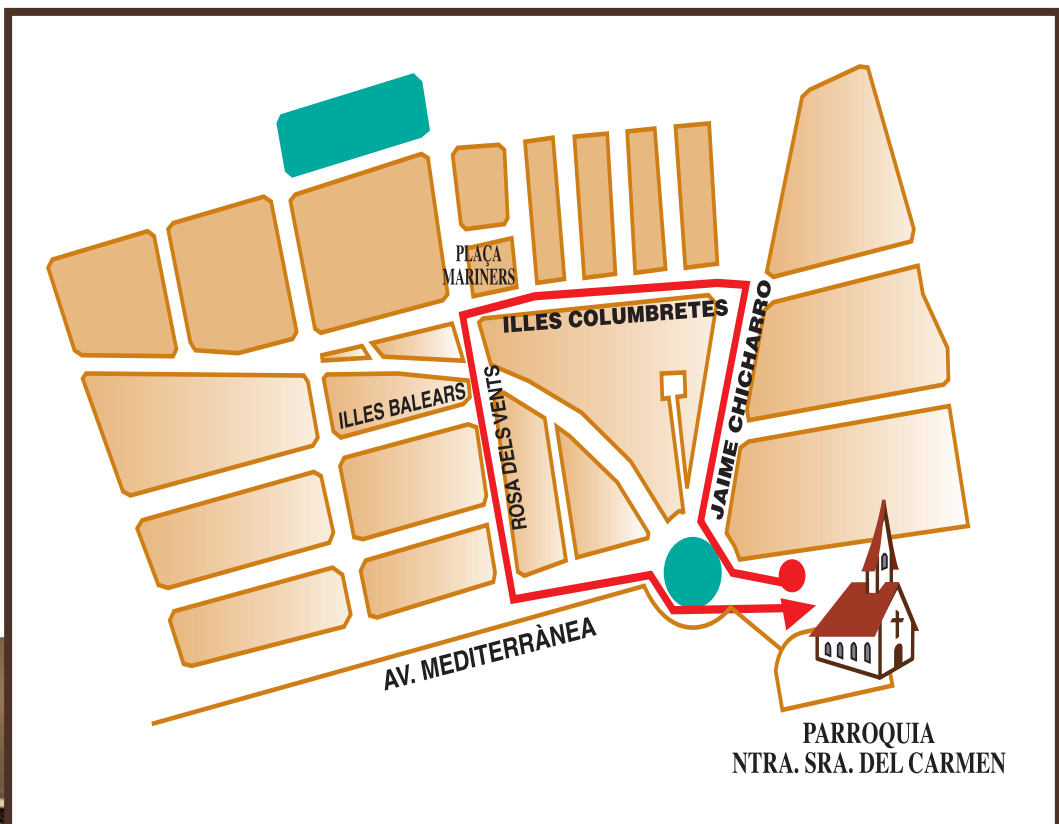 PLAÇA
MARINERS
ILLES COLUMBRETES
JAIME CHICHARRO
ILLES BALEARS
ROSA DELS VENTS
AV. MEDITERRÀNEA
PARROQUIA
NTRA. SRA. DEL CARMEN